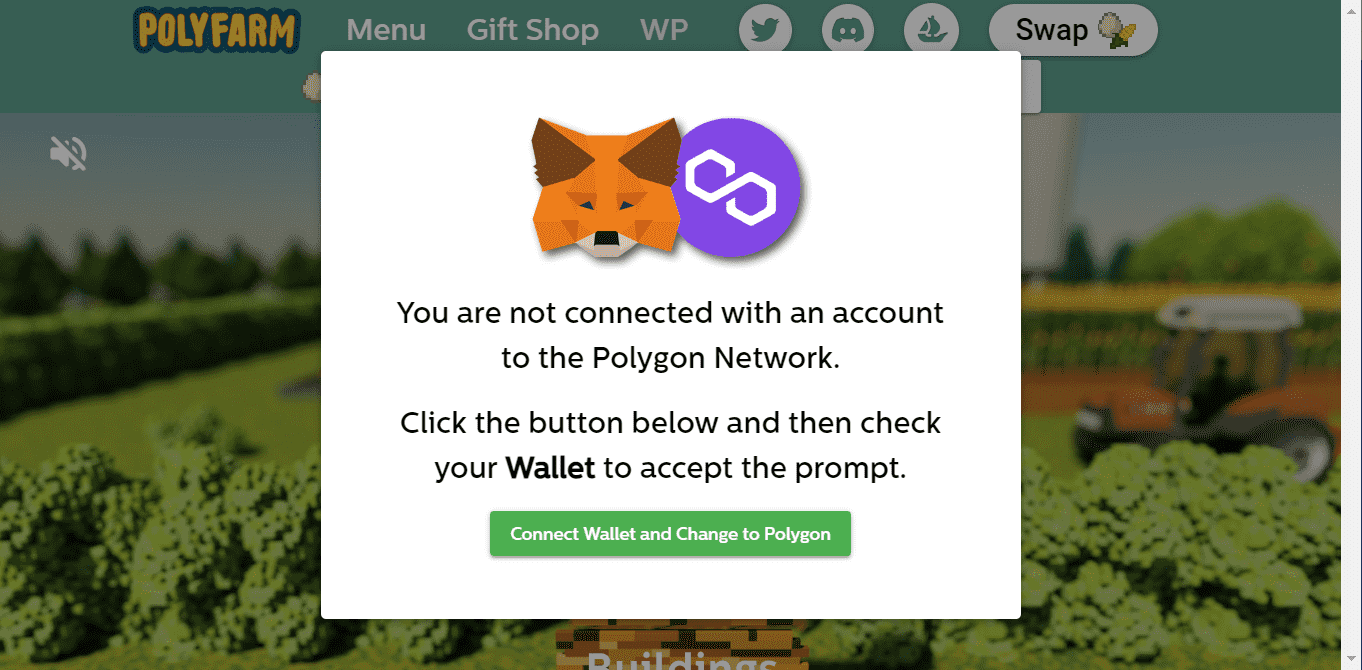 POLYFARM Menu Gift Shop WP Swap
You are not connected with an account
to the Polygon Network.
Click the button below and then check
your Wallet to accept the prompt.
Connect Wallet and Change to Polygon
Buildings